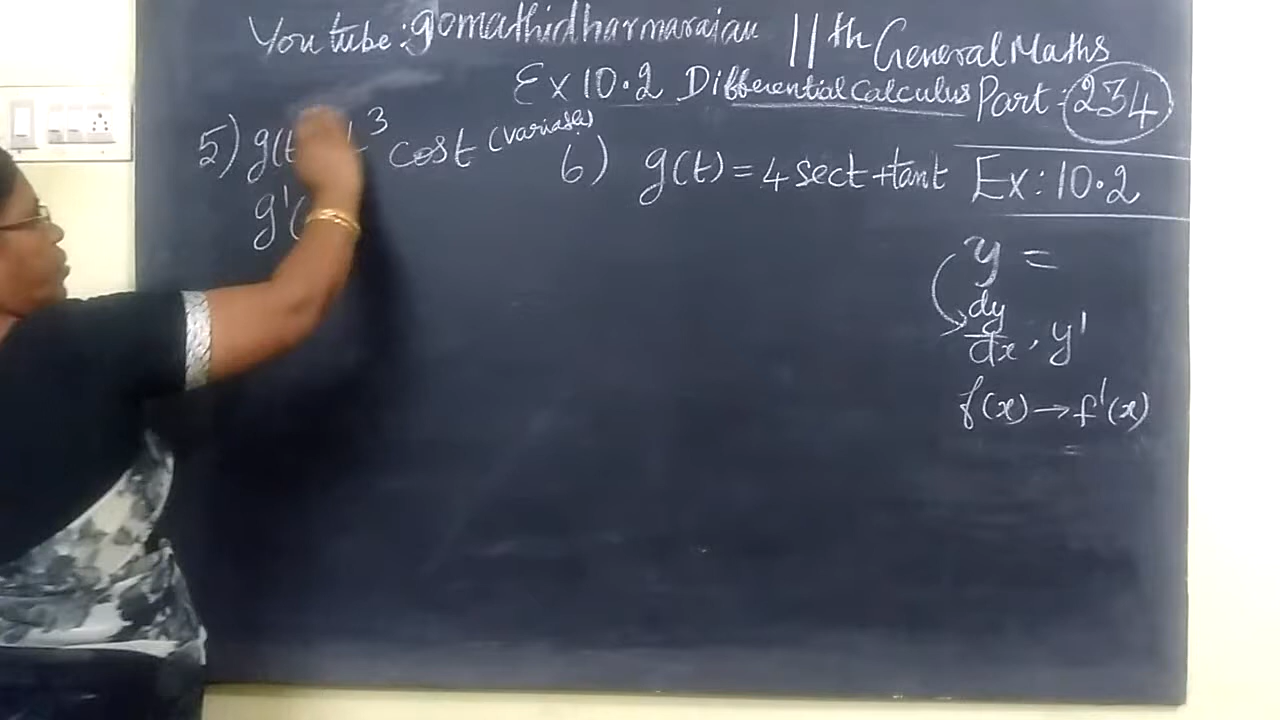 You tube: gomathidharmarajan 11th General Maths
Ex 10.2 Differential Calculus Part: 234
5) g(t t³ cost (variable)
6) g(t) = 4 sect + tant
g'(
Ex: 10.2
y =
dy/dx, y'
f(x) → f'(x)